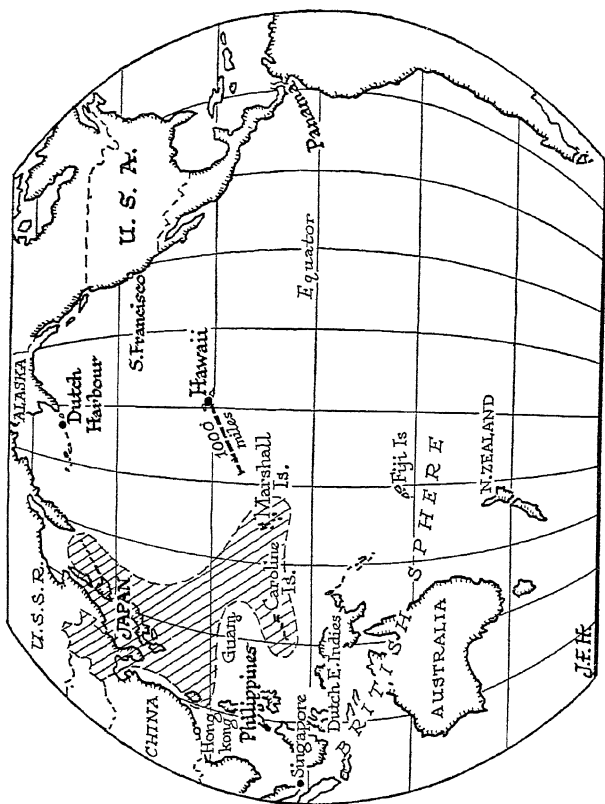 ALASKA
U. S. A.
U.S.S.R.
Dutch
Harbour
S. Francisco
JAPAN
CHINA
Hawaii
1000
miles
Panama
Equator
Marshall
Is.
Caroline
Is.
Guam
Hong
kong
Philippines
Singapore
Dutch E. Indies
BRITISH SPHERE
Fiji Is
AUSTRALIA
N. ZEALAND
J.F.H.